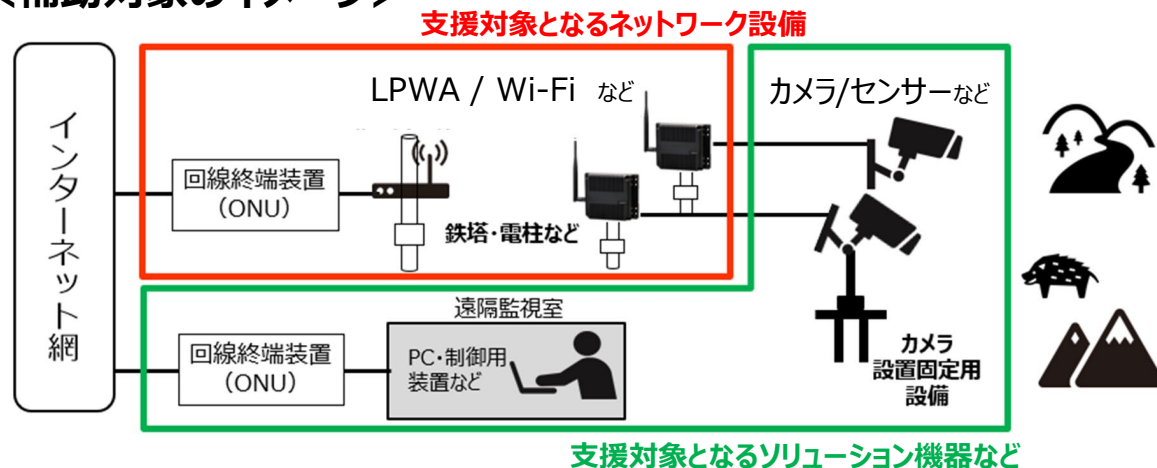 支援対象となるネットワーク設備
インターネット網
LPWA / Wi-Fi など
カメラ/センサーなど
回線終端装置
(ONU)
鉄塔・電柱など
遠隔監視室
回線終端装置
(ONU)
PC・制御用
装置など
カメラ
設置固定用
設備
支援対象となるソリューション機器など